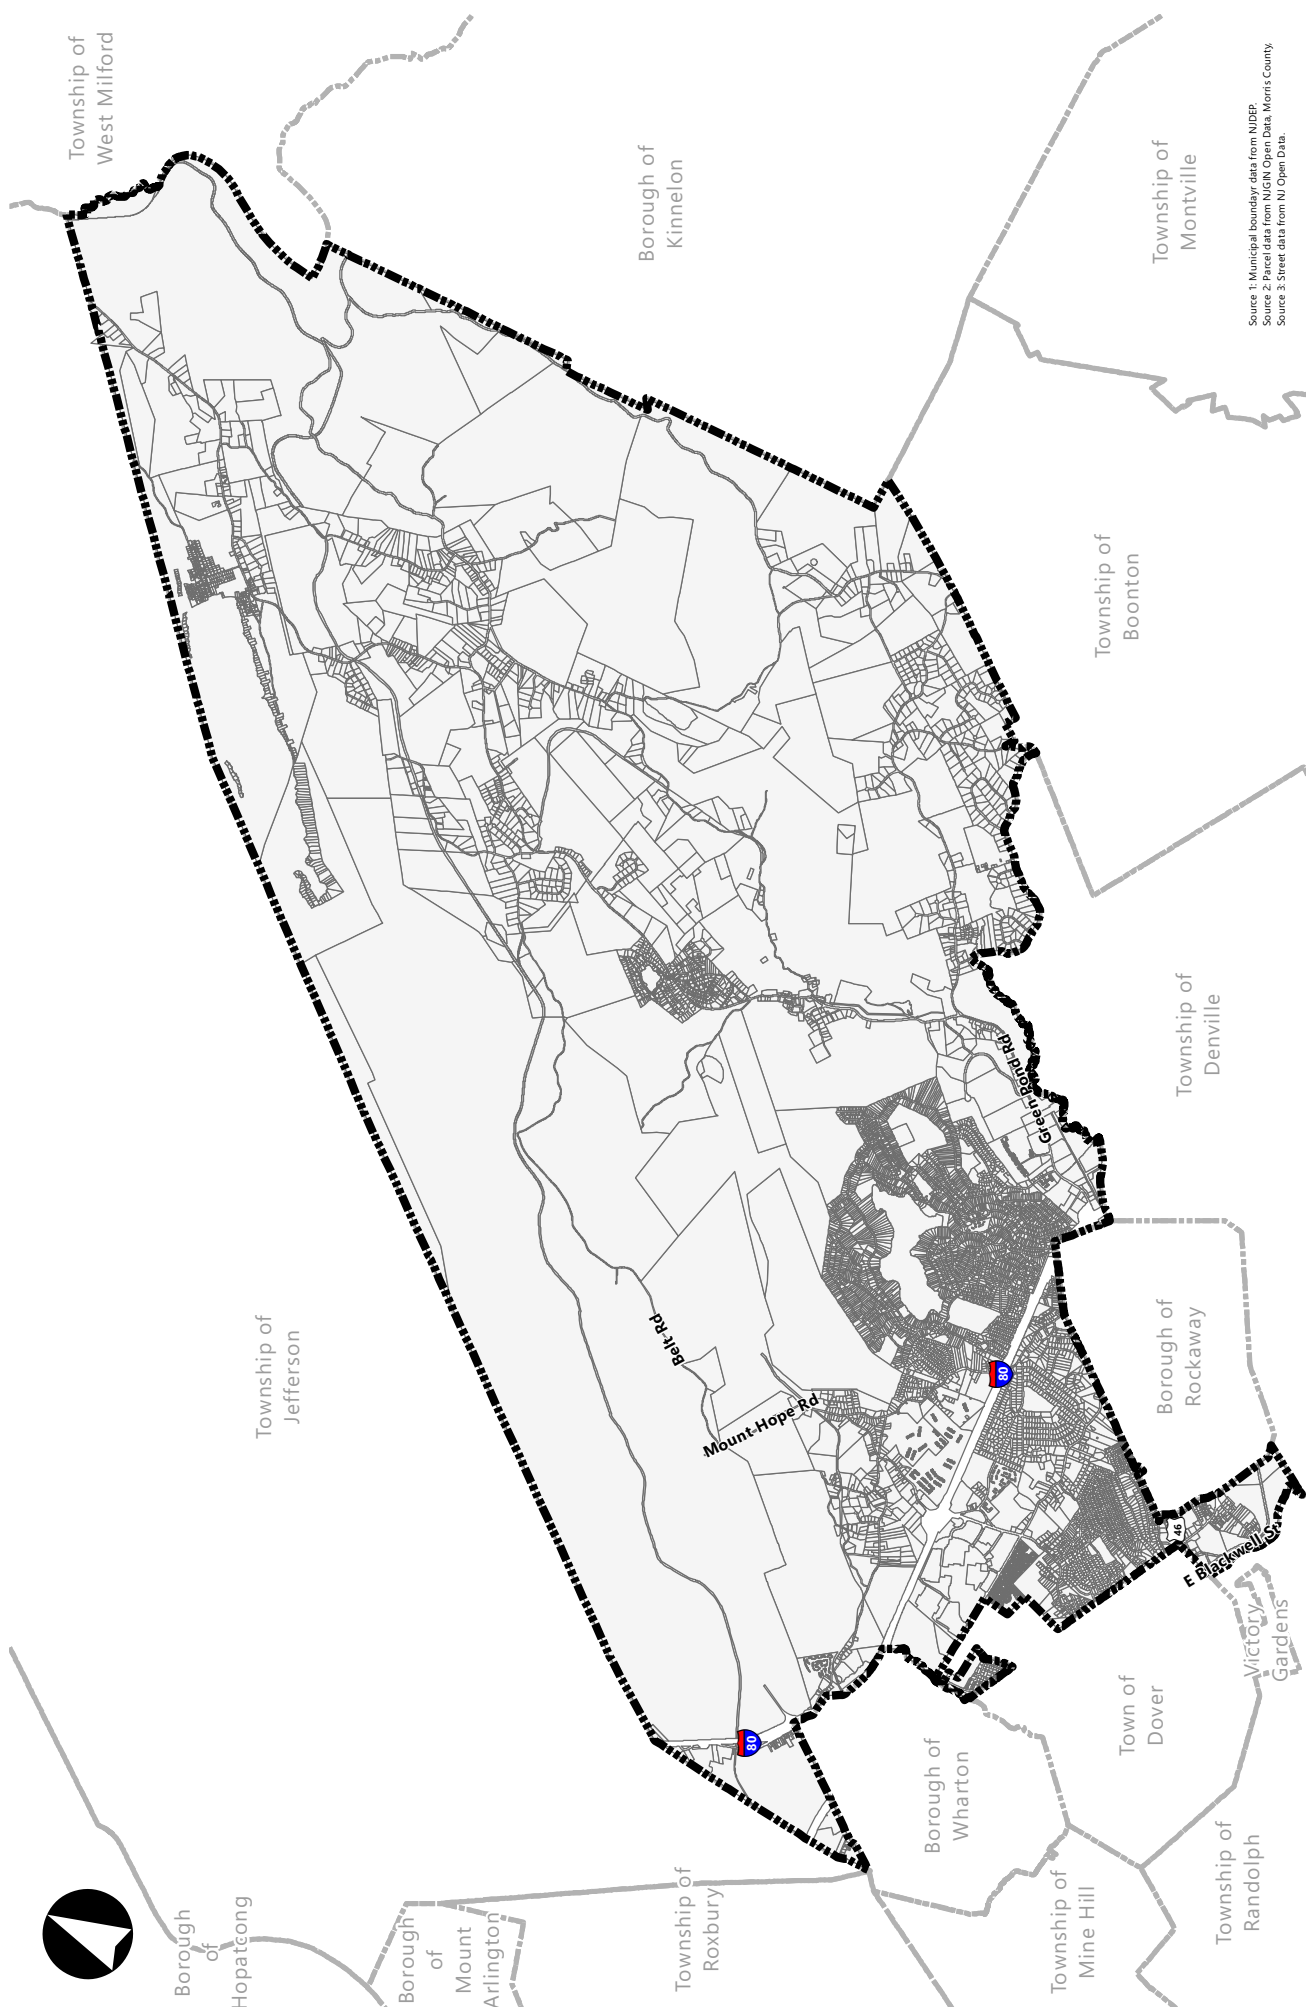 Township of
West Milford
Borough of
Kinnelon
Township of
Montville
Source 1: Municipal boundayr data from NJDEP.
Source 2: Parcel data from NJGIN Open Data, Morris County,
Source 3: Street data from NJ Open Data.
Township of
Boonton
Township of
Denville
Green Pond Rd
Township of
Jefferson
Belt Rd
Mount Hope Rd
80
Borough of
Rockaway
46
E Blackwell St
Victory
Gardens
Town of
Dover
80
Borough of
Wharton
Township of
Randolph
Township of
Mine Hill
Township of
Roxbury
Borough
of
Mount
Arlington
Borough
of
Hopatcong